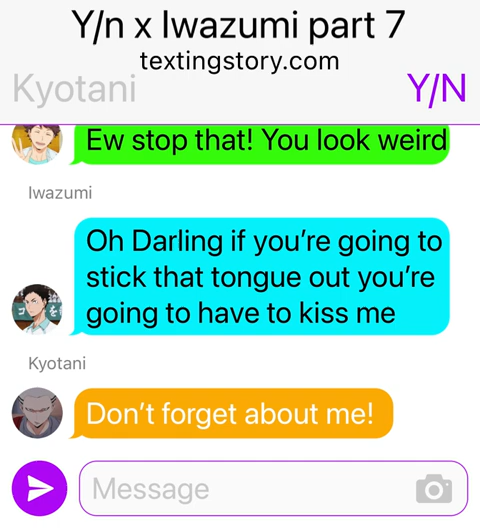 Y/n x Iwazumi part 7
textingstory.com
Kyotani Y/N
Ew stop that! You look weird
Iwazumi
Oh Darling if you’re going to
stick that tongue out you’re
going to have to kiss me
Kyotani
Don’t forget about me!
Message